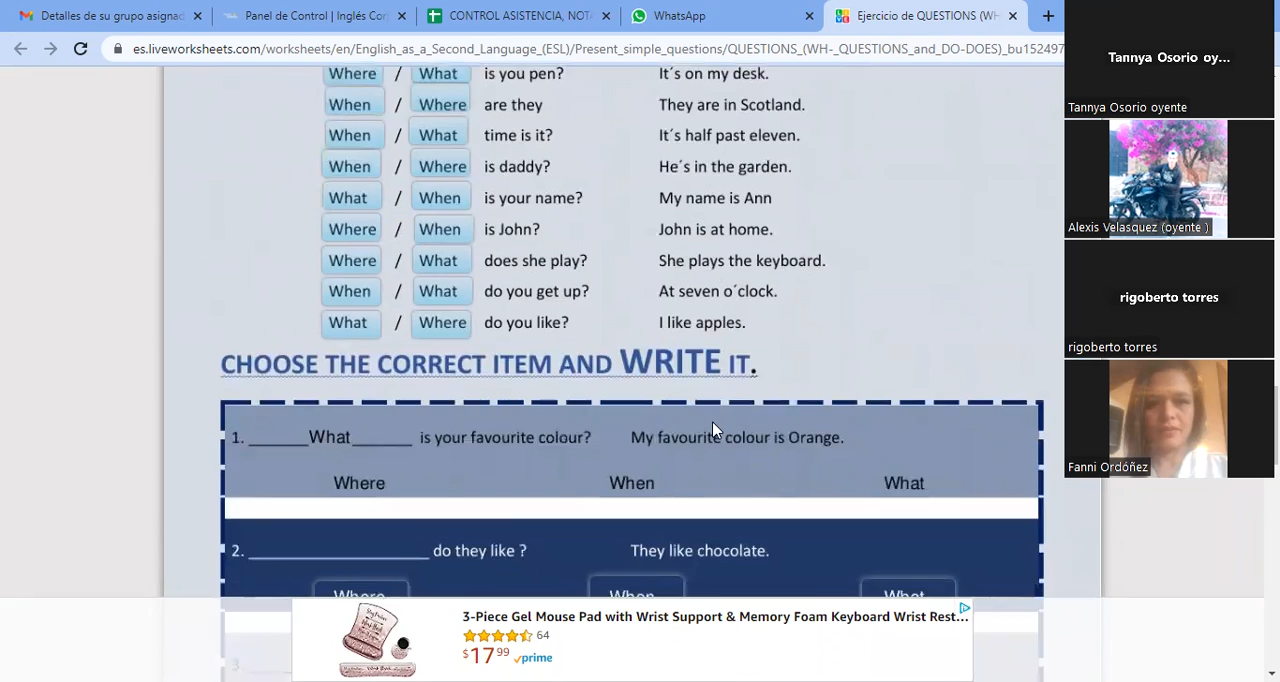 Detalles de su grupo asignad
Panel de Control | Inglés Cor
CONTROL ASISTENCIA, NOT
WhatsApp
Ejercicio de QUESTIONS (WH
es.liveworksheets.com/worksheets/en/English_as_a_Second_Language_(ESL)/Present_simple_questions/QUESTIONS_(WH-_QUESTIONS_and_DO-DOES)_bu152497
Where / What is you pen? It´s on my desk.
When / Where are they They are in Scotland.
When / What time is it? It´s half past eleven.
When / Where is daddy? He´s in the garden.
What / When is your name? My name is Ann
Where / When is John? John is at home.
Where / What does she play? She plays the keyboard.
When / What do you get up? At seven o´clock.
What / Where do you like? I like apples.
CHOOSE THE CORRECT ITEM AND WRITE IT.
1. _______What_______ is your favourite colour? My favourite colour is Orange.
Where When What
2. _____________________ do they like ? They like chocolate.
Where When What
3
3-Piece Gel Mouse Pad with Wrist Support & Memory Foam Keyboard Wrist Rest...
64
$17 99 prime
Tannya Osorio oy...
Tannya Osorio oyente
Alexis Velasquez (oyente )
rigoberto torres
rigoberto torres
Fanni Ordóñez